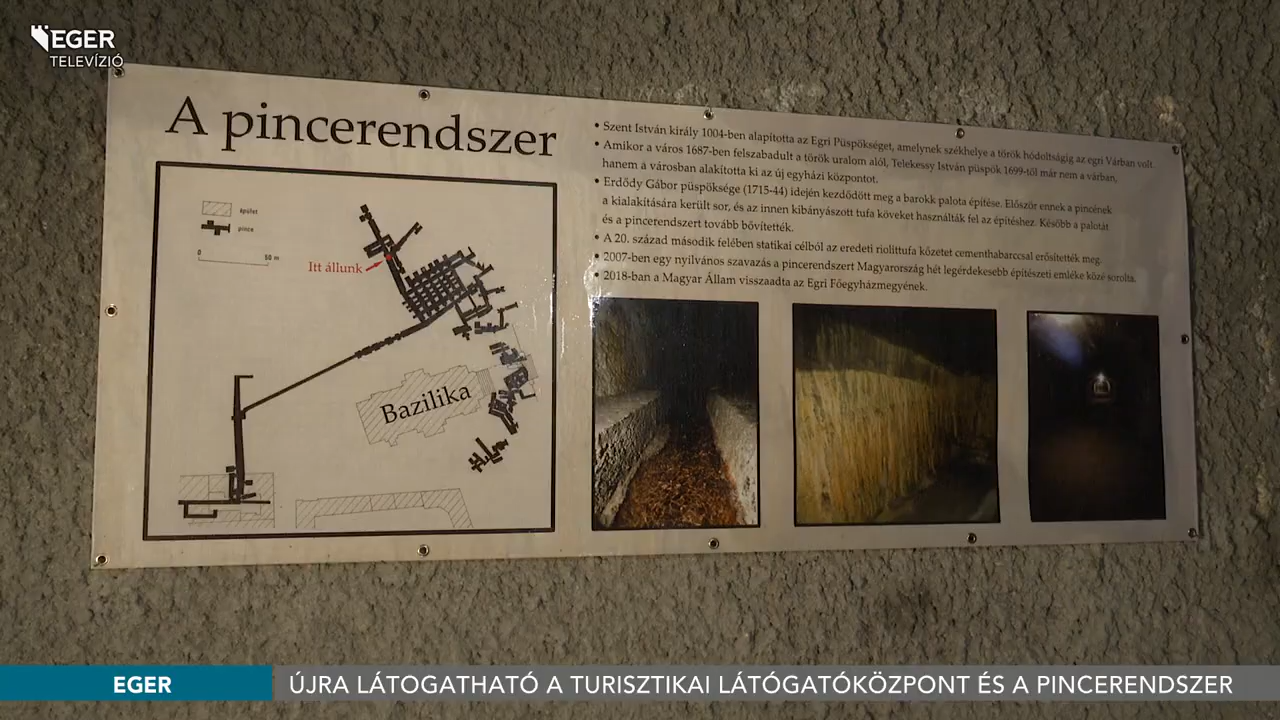 EGER
TELEVÍZIÓ
A pincerendszer
épület
pince
0 50 m
Itt állunk
Bazilika
• Szent István király 1004-ben alapította az Egri Püspökséget, amelynek székhelye a török hódoltságig az egri Várban volt.
• Amikor a város 1687-ben felszabadult a török uralom alól, Telekessy István püspök 1699-től már nem a várban,
hanem a városban alakította ki az új egyházi központot.
• Erdődy Gábor püspöksége (1715-44) idején kezdődött meg a barokk palota építése. Először ennek a pincének
a kialakítására került sor, és az innen kibányászott tufa köveket használták fel az építéshez. Később a palotát
és a pincerendszert tovább bővítették.
• A 20. század második felében statikai célból az eredeti riolittufa kőzetet cementhabarccsal erősítették meg.
• 2007-ben egy nyilvános szavazás a pincerendszert Magyarország hét legérdekesebb építészeti emléke közé sorolta.
• 2018-ban a Magyar Állam visszaadta az Egri Főegyházmegyének.
EGER
ÚJRA LÁTOGATHATÓ A TURISZTIKAI LÁTÓGATÓKÖZPONT ÉS A PINCERENDSZER